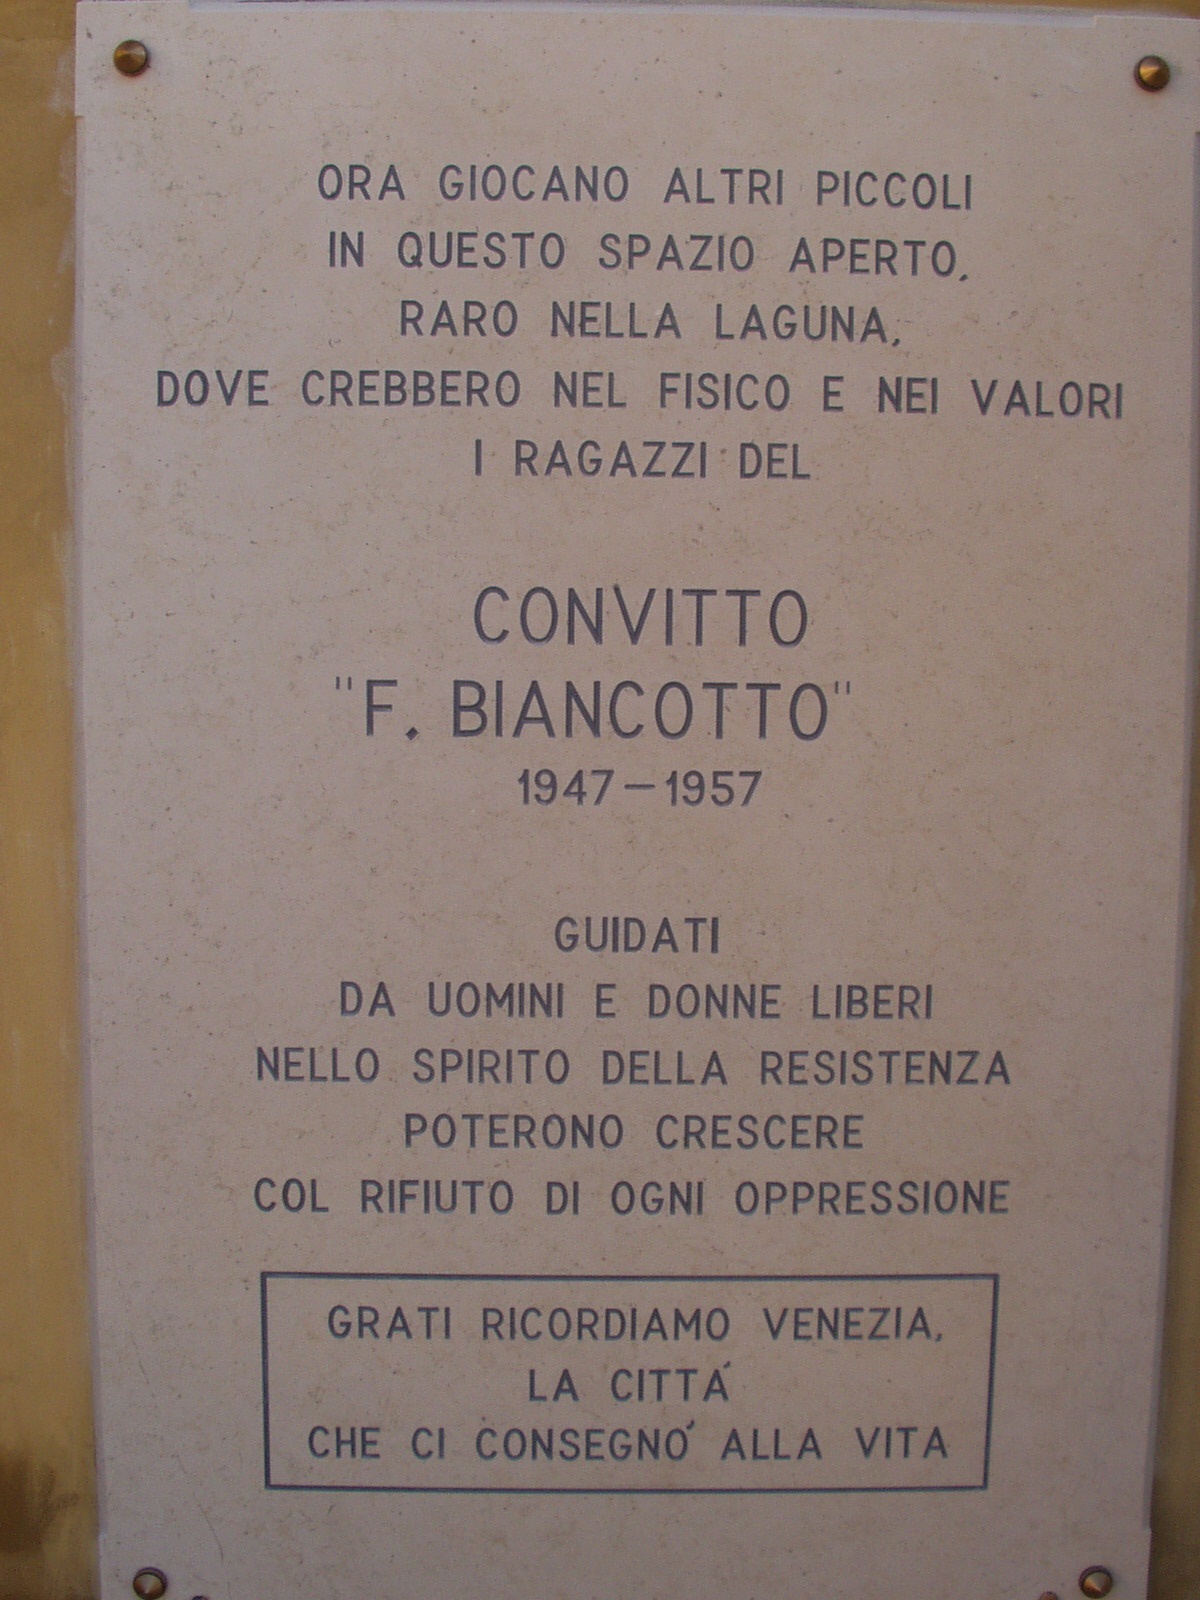 ORA GIOCANO ALTRI PICCOLI
IN QUESTO SPAZIO APERTO,
RARO NELLA LAGUNA,
DOVE CREBBERO NEL FISICO E NEI VALORI
I RAGAZZI DEL
CONVITTO
"F. BIANCOTTO"
1947-1957
GUIDATI
DA UOMINI E DONNE LIBERI
NELLO SPIRITO DELLA RESISTENZA
POTERONO CRESCERE
COL RIFIUTO DI OGNI OPPRESSIONE
GRATI RICORDIAMO VENEZIA,
LA CITTÁ
CHE CI CONSEGNÓ ALLA VITA